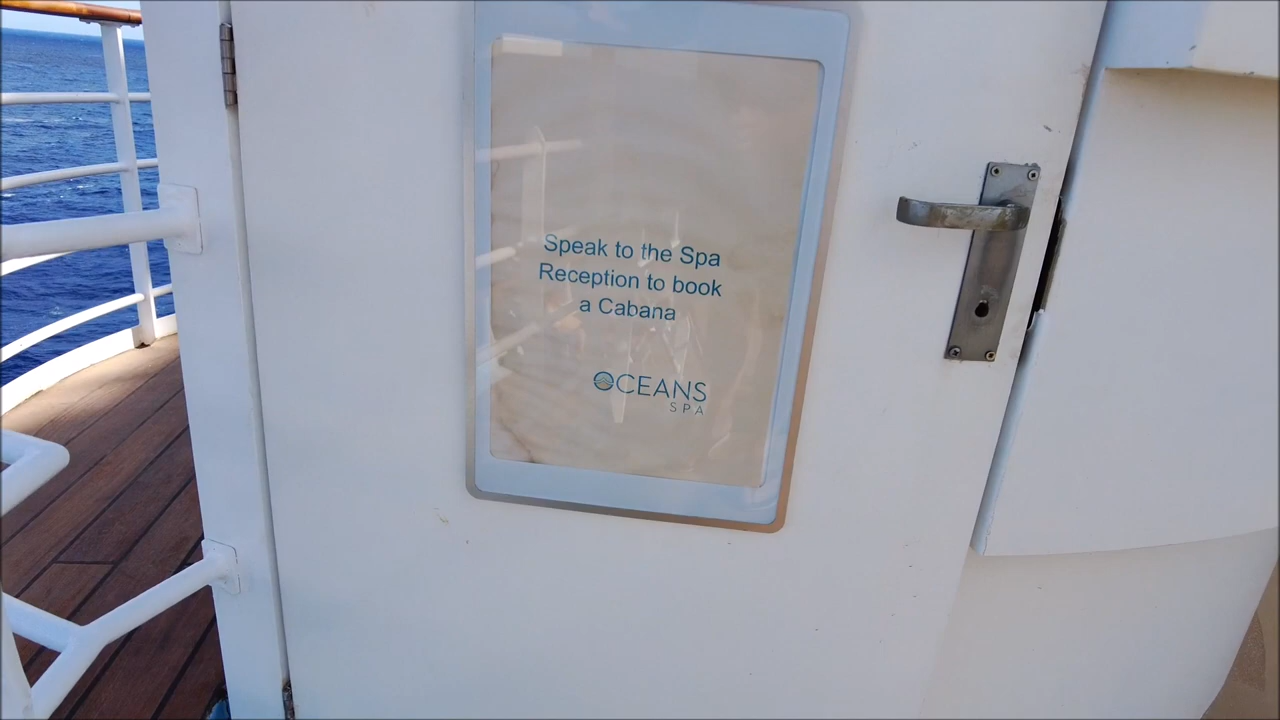 Speak to the Spa
Reception to book
a Cabana
OCEANS
SPA